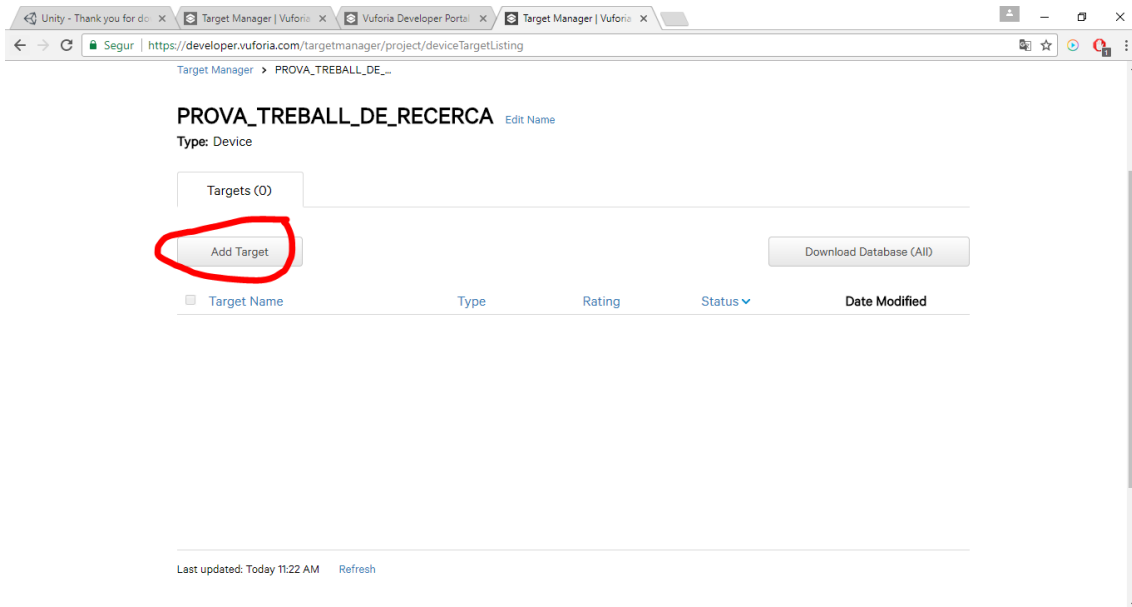 Unity - Thank you for do
Target Manager | Vuforia
Vuforia Developer Portal
Target Manager | Vuforia
Segur
https://developer.vuforia.com/targetmanager/project/deviceTargetListing
1
Target Manager > PROVA_TREBALL_DE_...
PROVA_TREBALL_DE_RECERCA Edit Name
Type: Device
Targets (0)
Add Target
Download Database (All)
Target Name Type Rating Status Date Modified
Last updated: Today 11:22 AM Refresh